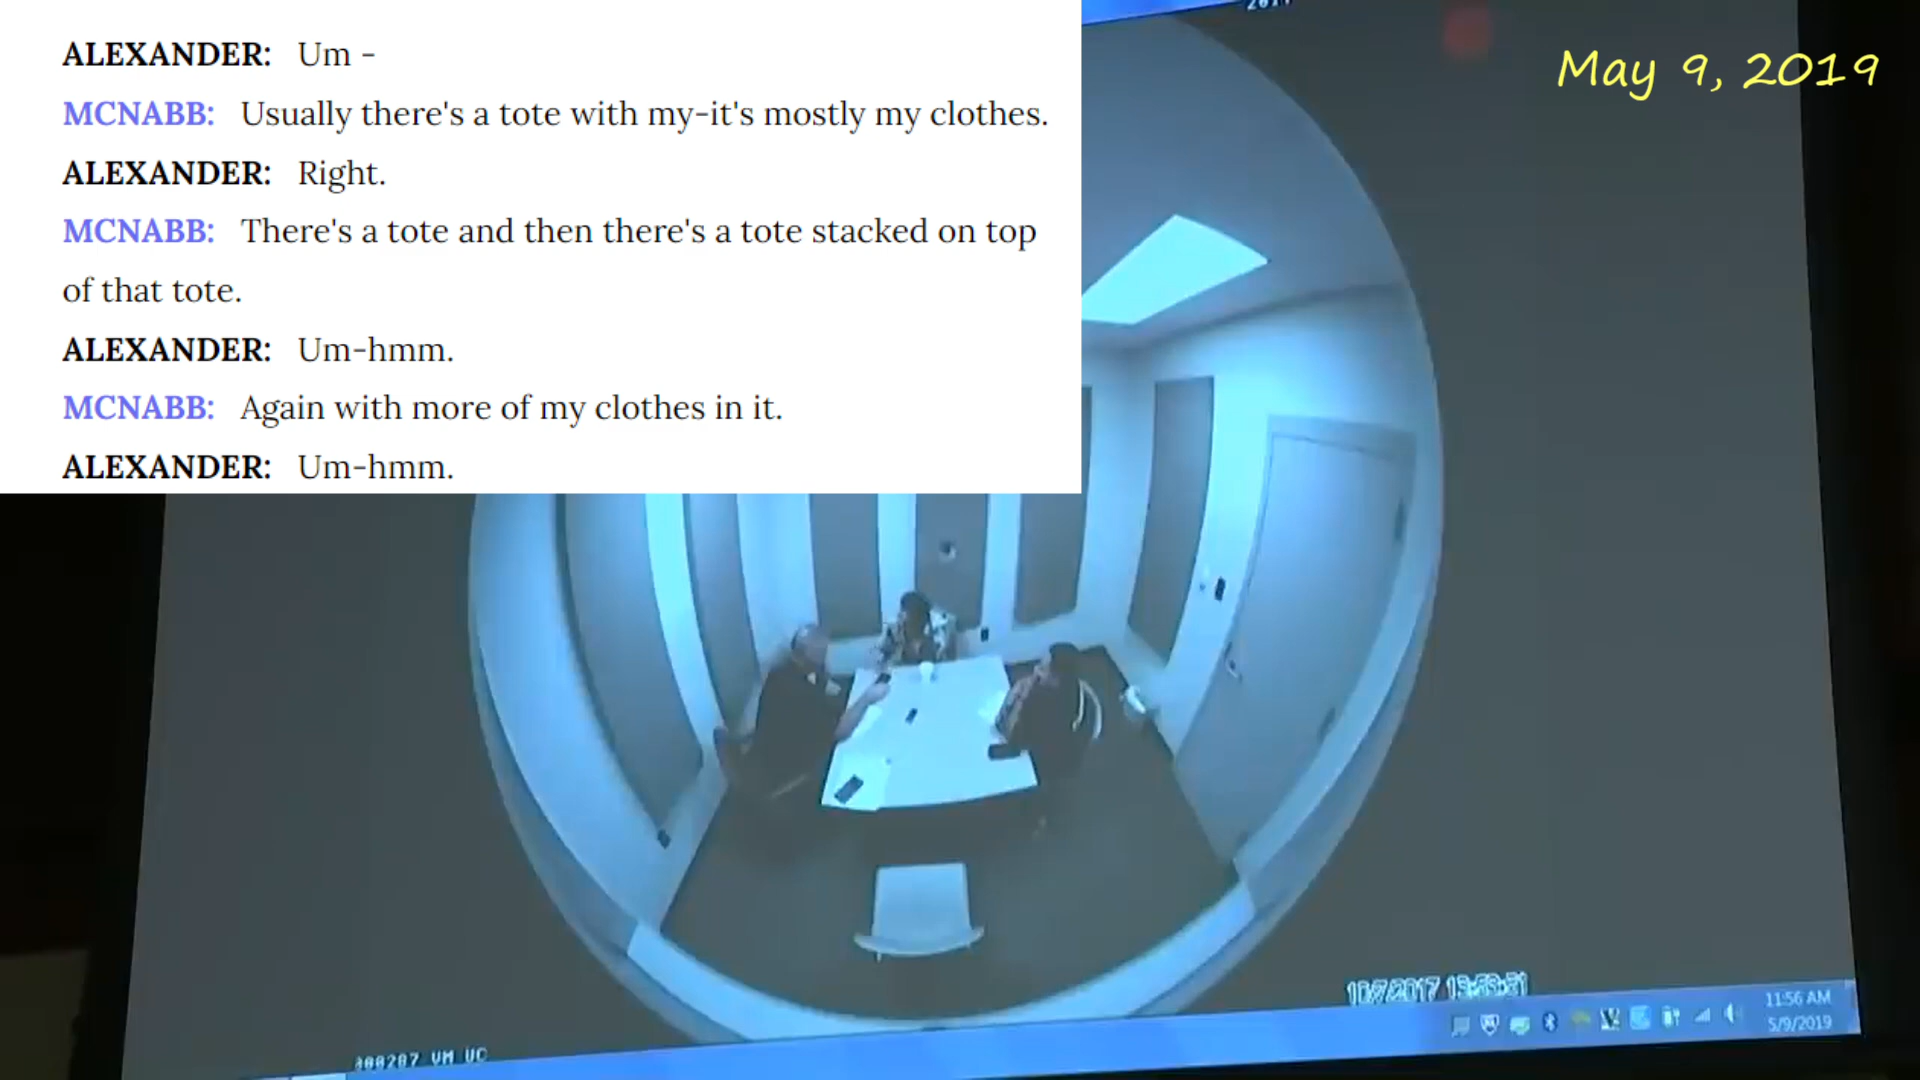 ALEXANDER: Um -
MCNABB: Usually there's a tote with my-it's mostly my clothes.
ALEXANDER: Right.
MCNABB: There's a tote and then there's a tote stacked on top
of that tote.
ALEXANDER: Um-hmm.
MCNABB: Again with more of my clothes in it.
ALEXANDER: Um-hmm.
May 9, 2019
11:56 AM
5/9/2019